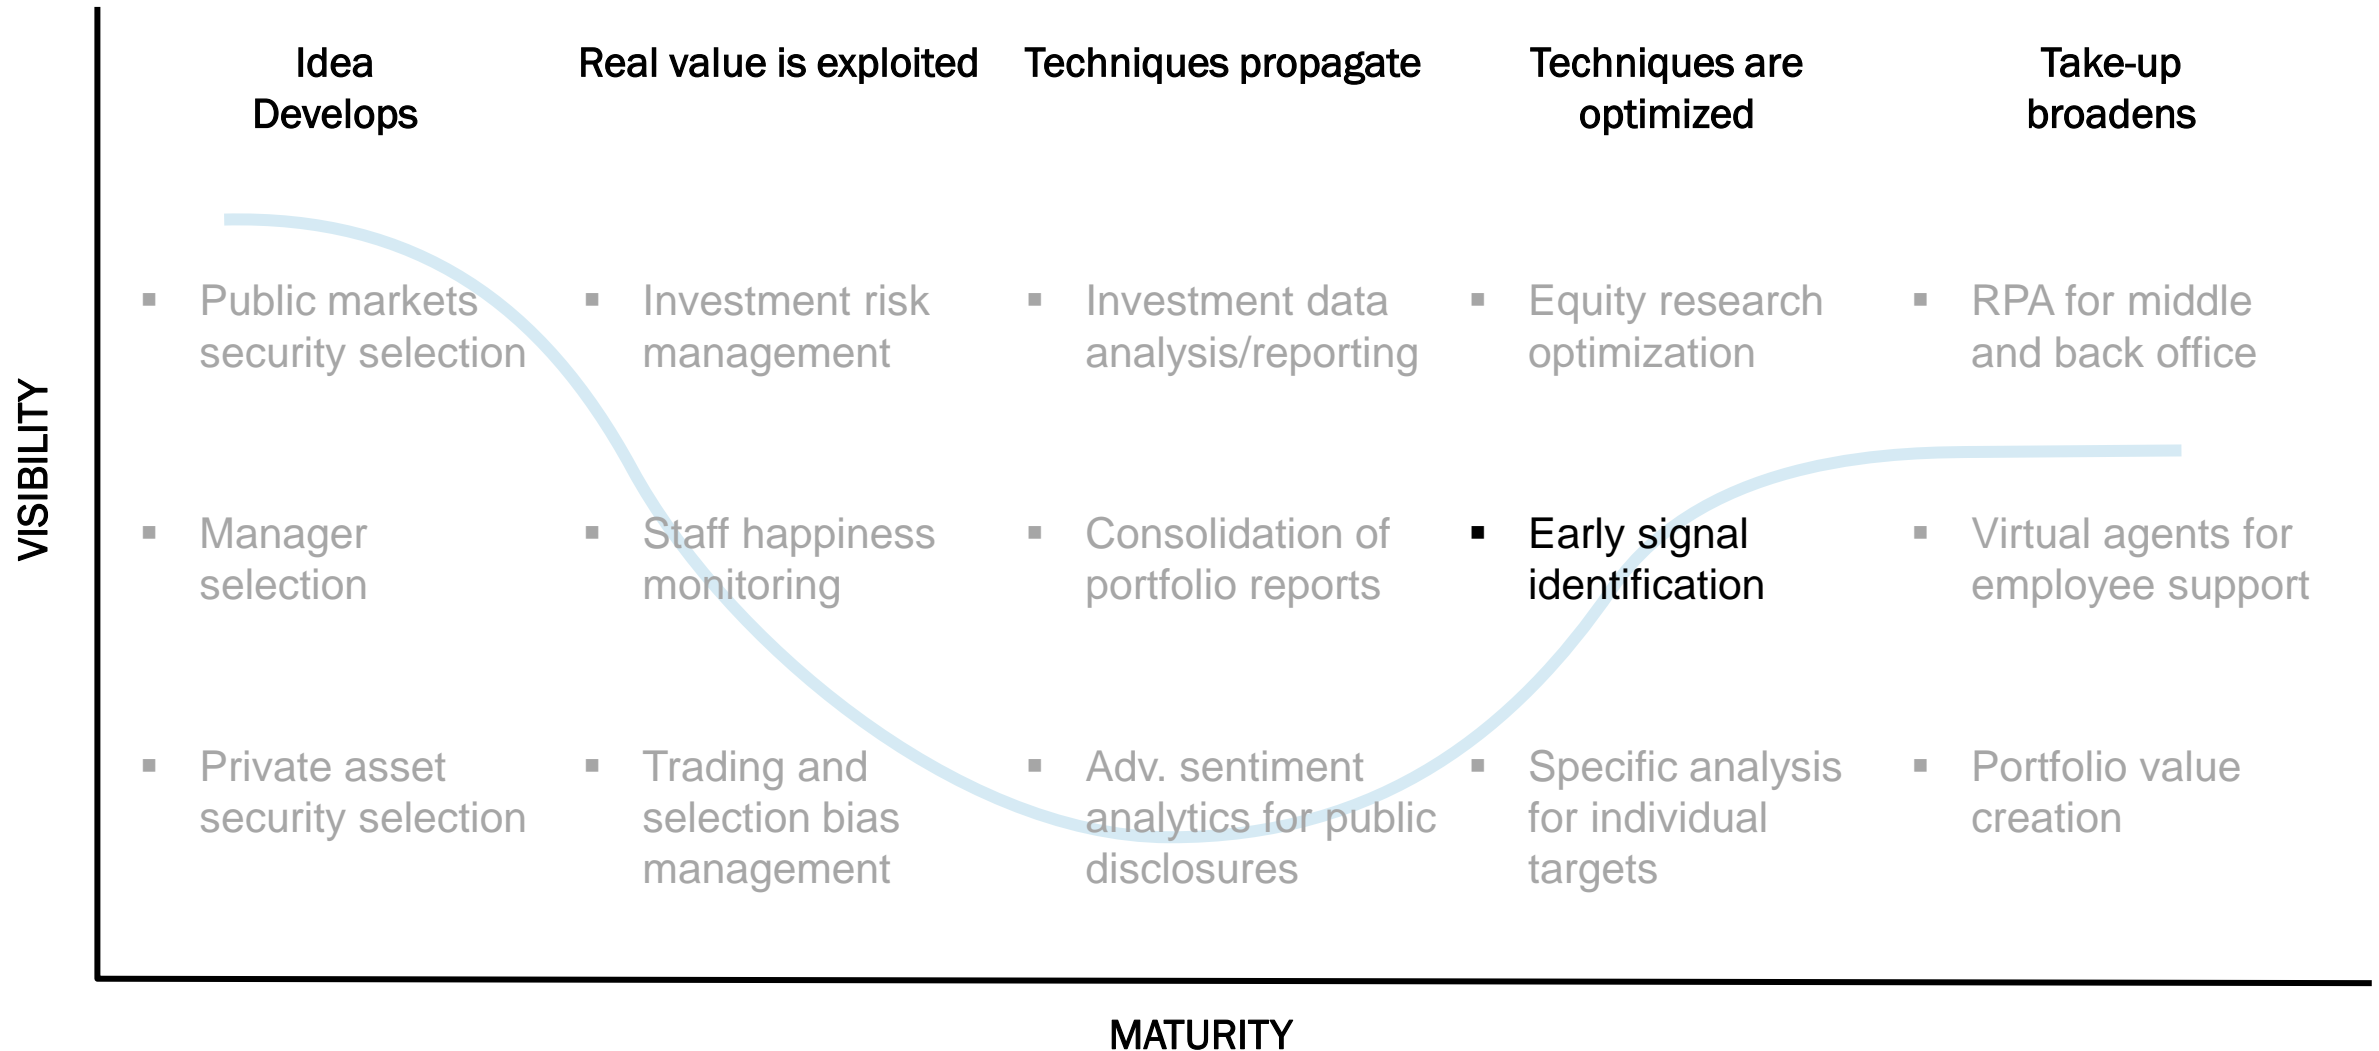 Idea
Develops
Real value is exploited
Techniques propagate
Techniques are
optimized
Take-up
broadens
VISIBILITY
▪ Public markets
security selection
▪ Investment risk
management
▪ Investment data
analysis/reporting
▪ Equity research
optimization
▪ RPA for middle
and back office
▪ Manager
selection
▪ Staff happiness
monitoring
▪ Consolidation of
portfolio reports
▪ Early signal
identification
▪ Virtual agents for
employee support
▪ Private asset
security selection
▪ Trading and
selection bias
management
▪ Adv. sentiment
analytics for public
disclosures
▪ Specific analysis
for individual
targets
▪ Portfolio value
creation
MATURITY